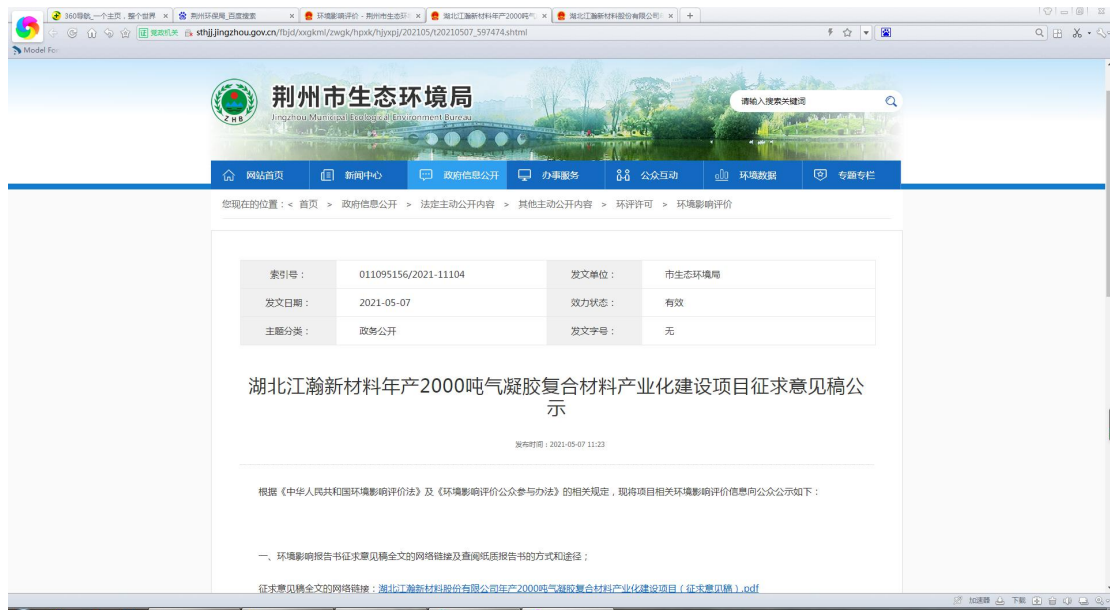 360导航_一个主页，整个世界
荆州环保局_百度搜索
环境影响评价 - 荆州市生态环
湖北江瀚新材料年产2000吨气
湖北江瀚新材料股份有限公司
党政机关
sthjj.jingzhou.gov.cn/fbjd/xxgkml/zwgk/hpxk/hjyxpj/202105/t20210507_597474.shtml
Model For
ZHB
荆州市生态环境局
Jingzhou Municipal Ecological Environment Bureau
请输入搜索关键词
网站首页 新闻中心 政府信息公开 办事服务 公众互动 环境数据 专题专栏
您现在的位置：< 首页 > 政府信息公开 > 法定主动公开内容 > 其他主动公开内容 > 环评许可 > 环境影响评价
索引号： 011095156/2021-11104 发文单位： 市生态环境局
发文日期： 2021-05-07 效力状态： 有效
主题分类： 政务公开 发文字号： 无
湖北江瀚新材料年产2000吨气凝胶复合材料产业化建设项目征求意见稿公
示
发布时间：2021-05-07 11:23
根据《中华人民共和国环境影响评价法》及《环境影响评价公众参与办法》的相关规定，现将项目相关环境影响评价信息向公众公示如下：
一、环境影响报告书征求意见稿全文的网络链接及查阅纸质报告书的方式和途径；
征求意见稿全文的网络链接：湖北江瀚新材料股份有限公司年产2000吨气凝胶复合材料产业化建设项目（征求意见稿）.pdf
加速器 下载